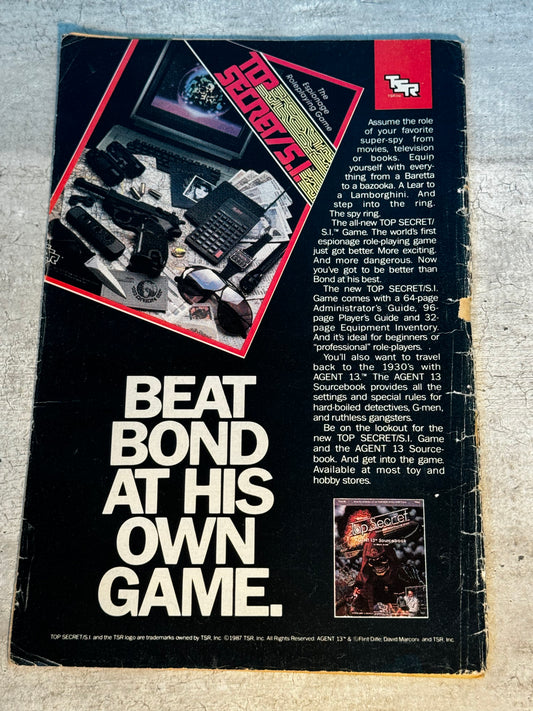 TSR
TOP
SECRET/S.I.
The
Espionage
Roleplaying Game
Assume the role
of your favorite
super-spy from
movies, television
or books. Equip
yourself with every-
thing from a Baretta
to a bazooka. A Lear to
a Lamborghini. And
step into the ring.
The spy ring.
The all-new TOP SECRET/
S.I.™ Game. The world's first
espionage role-playing game
just got better. More exciting.
And more dangerous. Now
you've got to be better than
Bond at his best.
The new TOP SECRET/S.I.
Game comes with a 64-page
Administrator's Guide, 96-
page Player's Guide and 32-
page Equipment Inventory.
And it's ideal for beginners or
"professional" role-players.
You'll also want to travel
back to the 1930's with
AGENT 13.™ The AGENT 13
Sourcebook provides all the
settings and special rules for
hard-boiled detectives, G-men,
and ruthless gangsters.
Be on the lookout for the
new TOP SECRET/S.I. Game
and the AGENT 13 Source-
book. And get into the game.
Available at most toy and
hobby stores.
BEAT
BOND
AT HIS
OWN
GAME.
Top Secret
AGENT 13™ Sourcebook
TOP SECRET/S.I. and the TSR logo are trademarks owned by TSR, Inc. ©1987 TSR, Inc. All Rights Reserved. AGENT 13™ & ©Flint Dille, David Marconi and TSR, Inc.